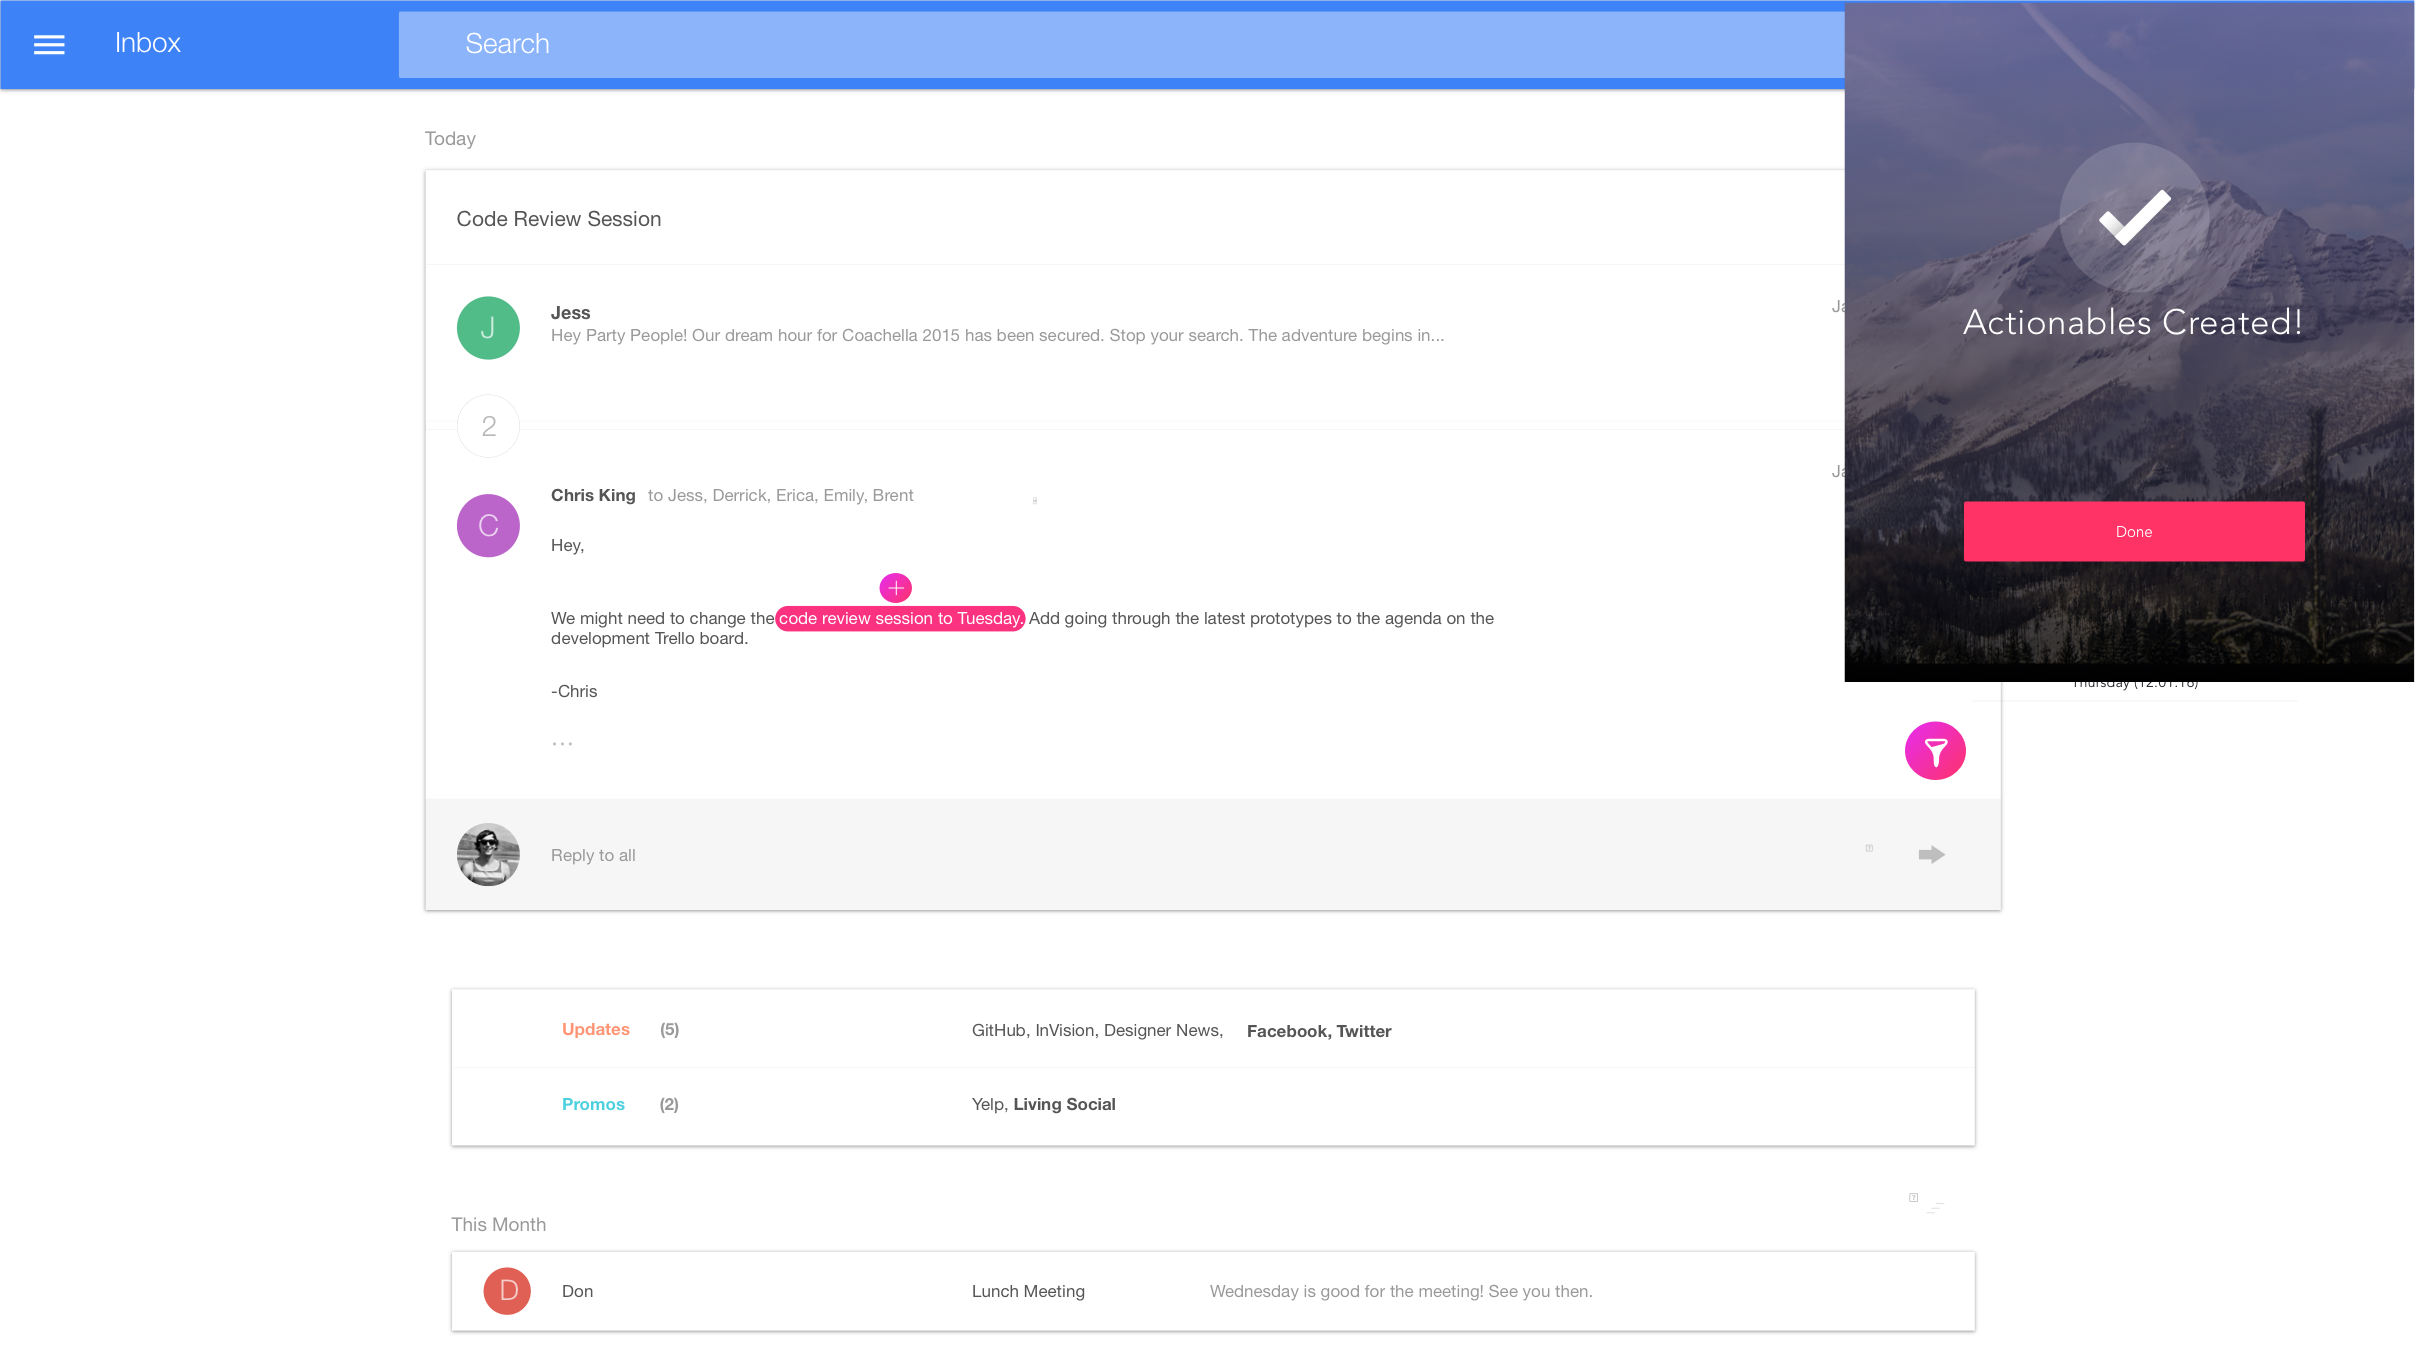 Inbox
Search
Today
Code Review Session
J
Jess
Hey Party People! Our dream hour for Coachella 2015 has been secured. Stop your search. The adventure begins in...
2
Chris King to Jess, Derrick, Erica, Emily, Brent
C
Hey,
We might need to change the code review session to Tuesday. Add going through the latest prototypes to the agenda on the
development Trello board.
-Chris
...
Reply to all
Actionables Created!
Done
Thursday (12.01.16)
Updates (5) GitHub, InVision, Designer News, Facebook, Twitter
Promos (2) Yelp, Living Social
This Month
D Don Lunch Meeting Wednesday is good for the meeting! See you then.